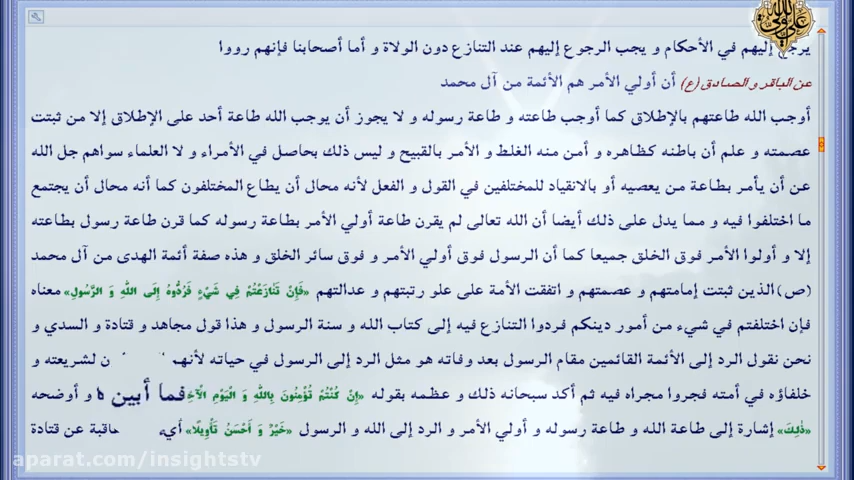 يرجع إليهم في الأحكام و يجب الرجوع إليهم عند التنازع دون الولاة و أما أصحابنا فإنهم رووا
عن الباقر و الصادق (ع) أن أولي الأمر هم الأئمة من آل محمد
أوجب الله طاعتهم بالإطلاق كما أوجب طاعته و طاعة رسوله و لا يجوز أن يوجب الله طاعة أحد على الإطلاق إلا من ثبتت
عصمته و علم أن باطنه كظاهره و أمن منه الغلط و الأمر بالقبيح و ليس ذلك بحاصل في الأمراء و لا العلماء سواهم جل الله
عن أن يأمر بطاعة من يعصيه أو بالانقياد للمختلفين في القول و الفعل لأنه محال أن يطاع المختلفون كما أنه محال أن يجتمع
ما اختلفوا فيه و مما يدل على ذلك أيضا أن الله تعالى لم يقرن طاعة أولي الأمر بطاعة رسوله كما قرن طاعة رسول بطاعته
إلا و أولوا الأمر فوق الخلق جميعا كما أن الرسول فوق أولي الأمر و فوق سائر الخلق و هذه صفة أئمة الهدى من آل محمد
(ص) الذين ثبتت إمامتهم و عصمتهم و اتفقت الأمة على علو رتبتهم و عدالتهم «فَإِنْ تَنَازَعْتُمْ فِي شَيْءٍ فَرُدُّوهُ إِلَى اللَّهِ وَ الرَّسُولِ» معناه
فإن اختلفتم في شيء من أمور دينكم فردوا التنازع فيه إلى كتاب الله و سنة الرسول و هذا قول مجاهد و قتادة و السدي و
نحن نقول الرد إلى الأئمة القائمين مقام الرسول بعد وفاته هو مثل الرد إلى الرسول في حياته لأنهم لشريعته و
خلفاؤه في أمته فجروا مجراه فيه ثم أكد سبحانه ذلك و عظمه بقوله «إِنْ كُنْتُمْ تُؤْمِنُونَ بِاللَّهِ وَ الْيَوْمِ الْآخِرِ» فما أبين و أوضحه
«ذَلِكَ» إشارة إلى طاعة الله و طاعة رسوله و أولي الأمر و الرد إلى الله و الرسول «خَيْرٌ وَ أَحْسَنُ تَأْوِيلًا» أي عاقبة عن قتادة
aparat.com/insightstv